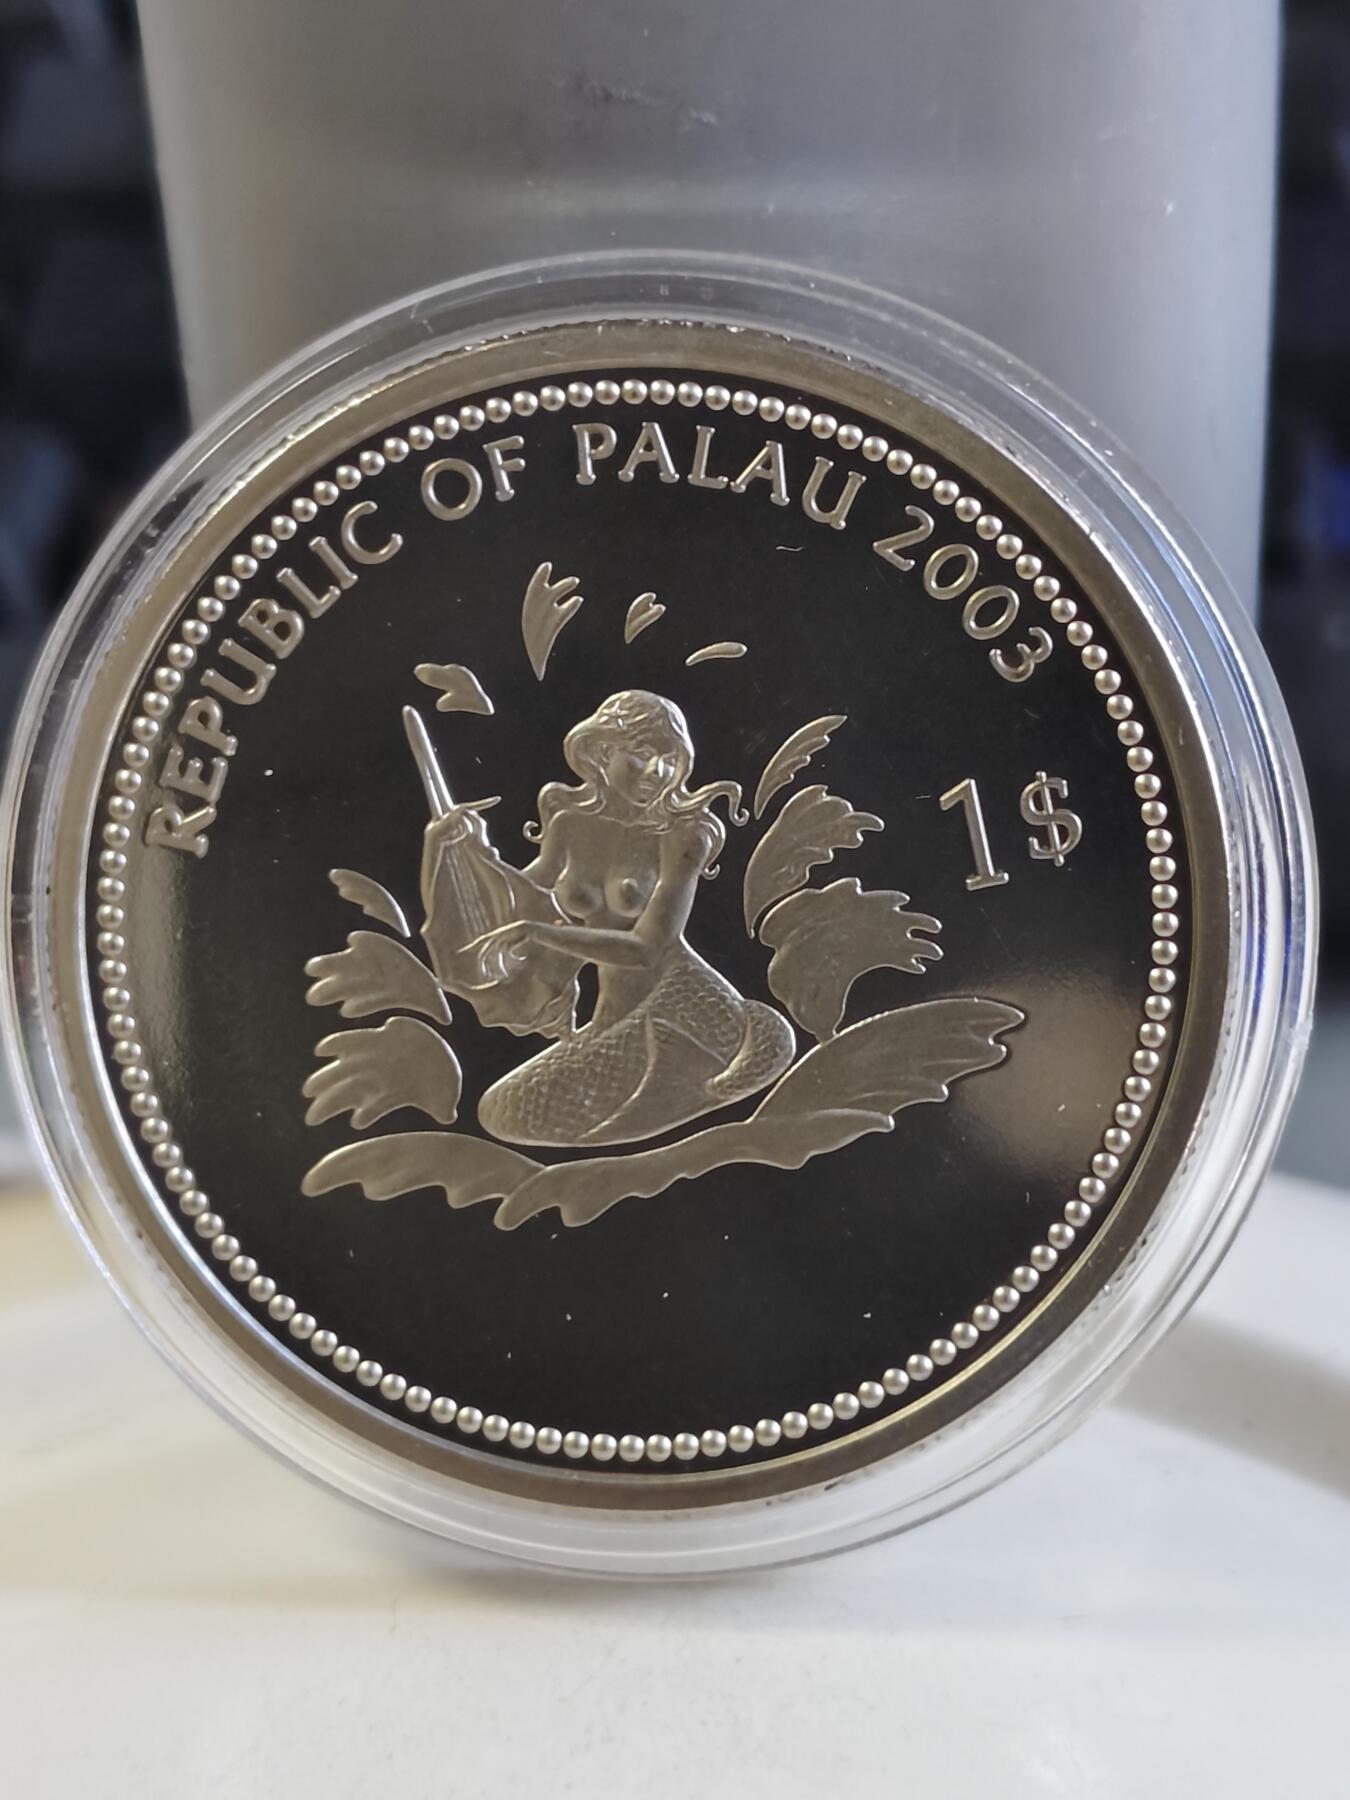 REPUBLIC OF PALAU 2003
1$